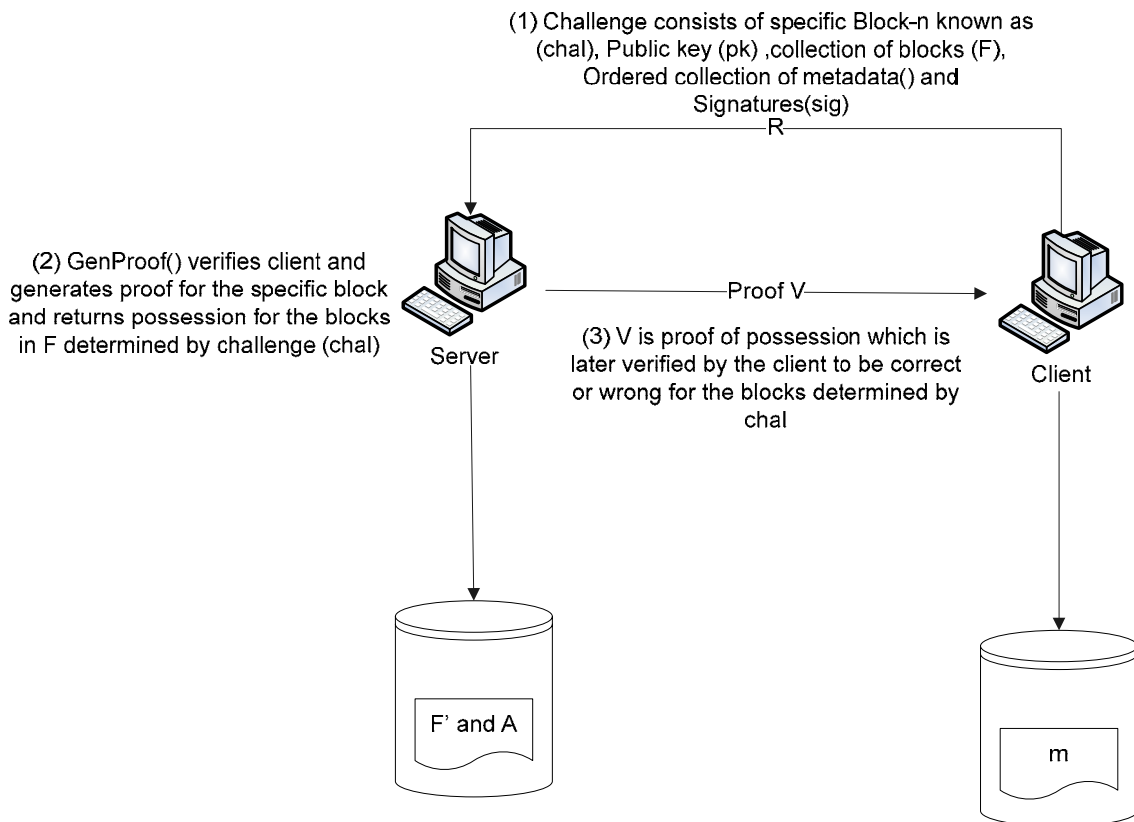 (1) Challenge consists of specific Block-n known as
(chal), Public key (pk) ,collection of blocks (F),
Ordered collection of metadata() and
Signatures(sig)
R
(2) GenProof() verifies client and
generates proof for the specific block
and returns possession for the blocks
in F determined by challenge (chal)
Server
Proof V
(3) V is proof of possession which is
later verified by the client to be correct
or wrong for the blocks determined by
chal
Client
F' and A
m